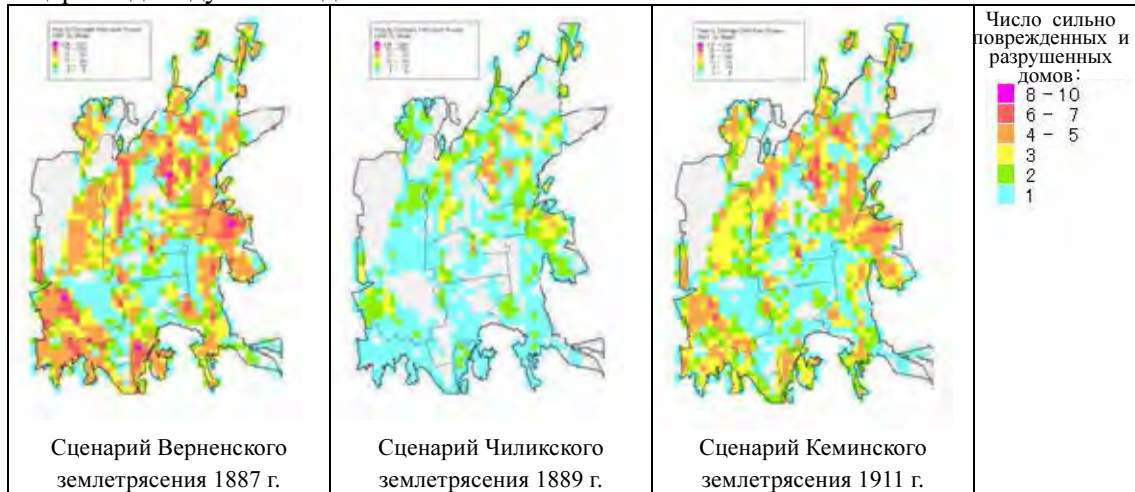 Число сильно
поврежденных и
разрушенных
домов:
8 - 10
6 - 7
4 - 5
3
2
1
Сценарий Верненского
землетрясения 1887 г.
Сценарий Чиликского
землетрясения 1889 г.
Сценарий Кеминского
землетрясения 1911 г.